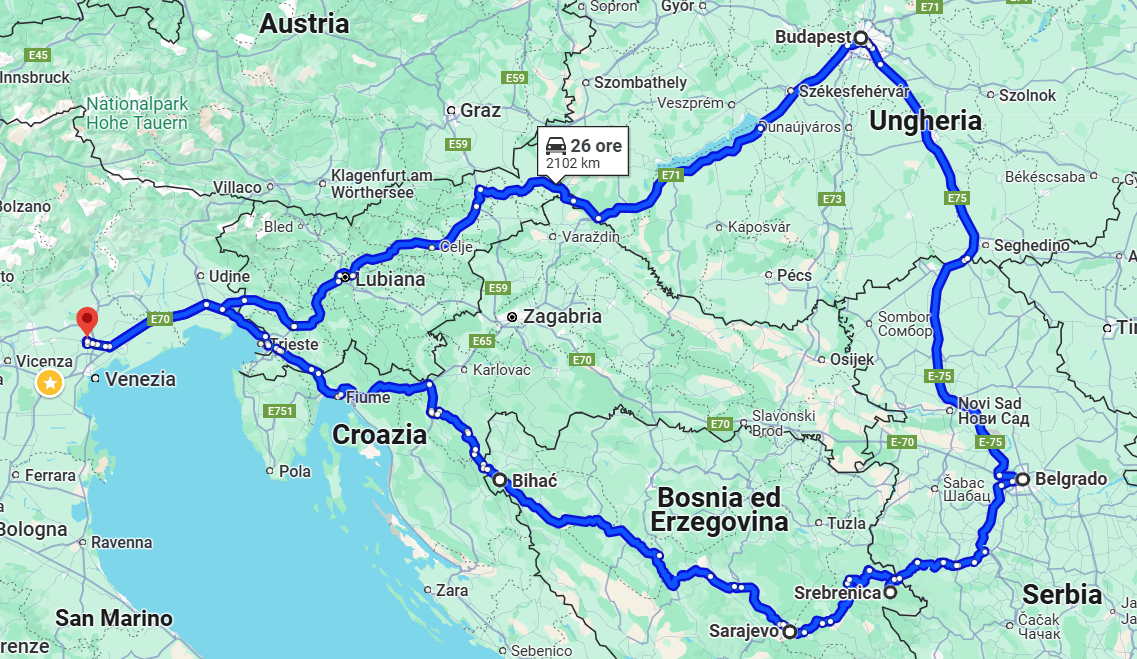 Sopron
Győr
E71
Austria
Budapest
E45
Innsbruck
E59
Szombathely
Székesfehérvár
Szolnok
Nationalpark
Hohe Tauern
Graz
Veszprém
Dunaújváros
Ungheria
E59
26 ore
2102 km
Klagenfurt am
Wörthersee
Villaco
E71
Békéscsaba
Bolzano
E73
E75
Bled
Varaždin
Kaposvár
Celje
Seghedino
Udine
Lubiana
Pécs
E59
E70
Zagabria
Sombor
Сомбор
Trieste
E65
E70
Osijek
Vicenza
Karlovac
Venezia
E-75
Fiume
Novi Sad
Нови Сад
E751
E70
Slavonski
Brod
Croazia
E-70
E-75
Pola
Ferrara
Bihać
Šabac
Шабац
Belgrado
Bosnia ed
Erzegovina
Bologna
Ravenna
Tuzla
Zara
Srebrenica
Serbia
San Marino
Sarajevo
Čačak
Чачак
Sebenico